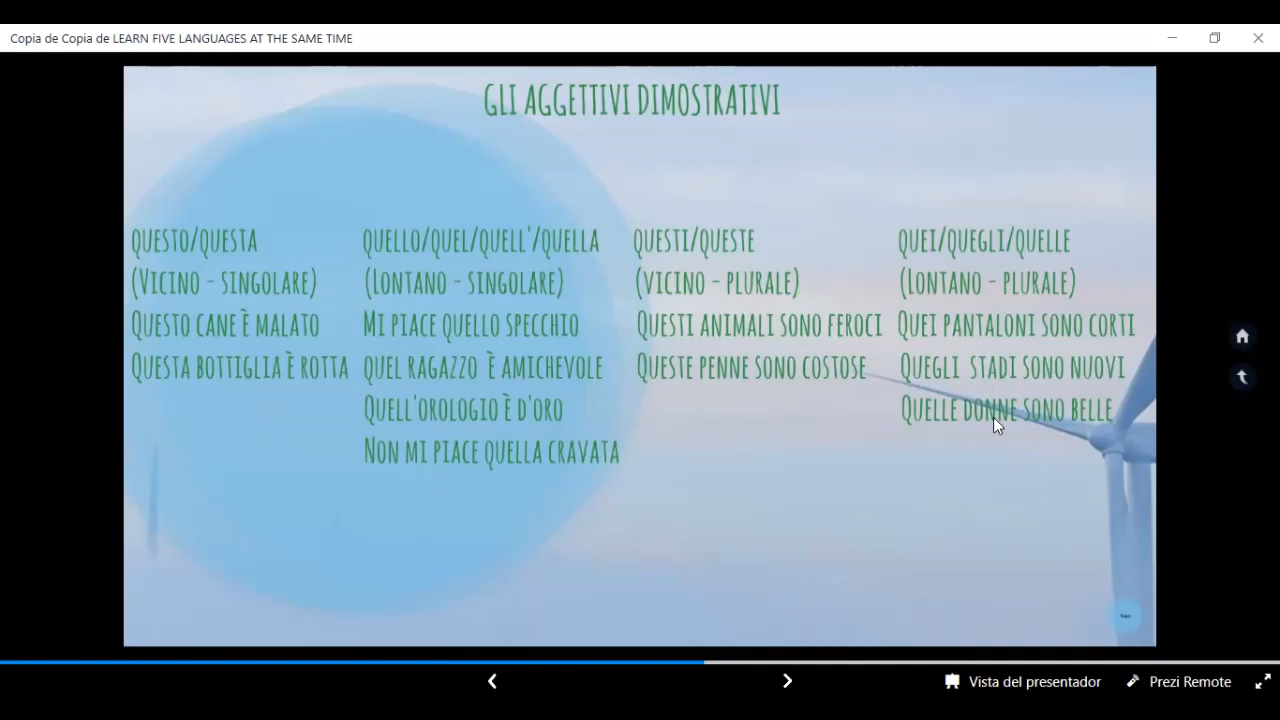 Copia de Copia de LEARN FIVE LANGUAGES AT THE SAME TIME
GLI AGGETTIVI DIMOSTRATIVI
QUESTO/QUESTA
(VICINO - SINGOLARE)
QUESTO CANE È MALATO
QUESTA BOTTIGLIA È ROTTA
QUELLO/QUEL/QUELL'/QUELLA
(LONTANO - SINGOLARE)
MI PIACE QUELLO SPECCHIO
QUEL RAGAZZO È AMICHEVOLE
QUELL'OROLOGIO È D'ORO
NON MI PIACE QUELLA CRAVATA
QUESTI/QUESTE
(VICINO - PLURALE)
QUESTI ANIMALI SONO FEROCI
QUESTE PENNE SONO COSTOSE
QUEI/QUEGLI/QUELLE
(LONTANO - PLURALE)
QUEI PANTALONI SONO CORTI
QUEGLI STADI SONO NUOVI
QUELLE DONNE SONO BELLE
Vista del presentador
Prezi Remote